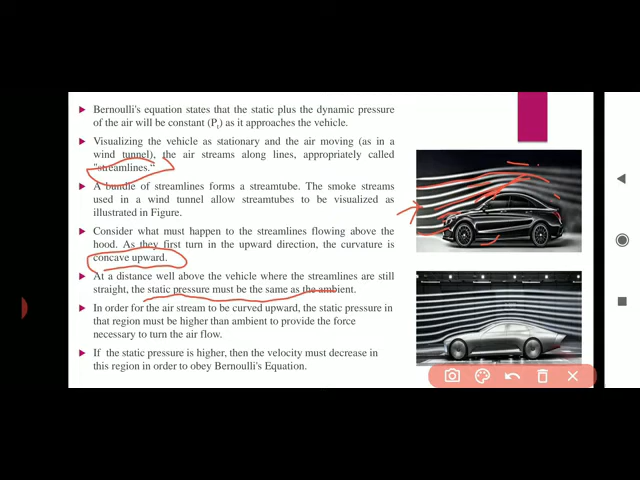 Bernoulli's equation states that the static plus the dynamic pressure
of the air will be constant (Pt) as it approaches the vehicle.
Visualizing the vehicle as stationary and the air moving (as in a
wind tunnel), the air streams along lines, appropriately called
"streamlines."
A bundle of streamlines forms a streamtube. The smoke streams
used in a wind tunnel allow streamtubes to be visualized as
illustrated in Figure.
Consider what must happen to the streamlines flowing above the
hood. As they first turn in the upward direction, the curvature is
concave upward.
At a distance well above the vehicle where the streamlines are still
straight, the static pressure must be the same as the ambient.
In order for the air stream to be curved upward, the static pressure in
that region must be higher than ambient to provide the force
necessary to turn the air flow.
If the static pressure is higher, then the velocity must decrease in
this region in order to obey Bernoulli's Equation.